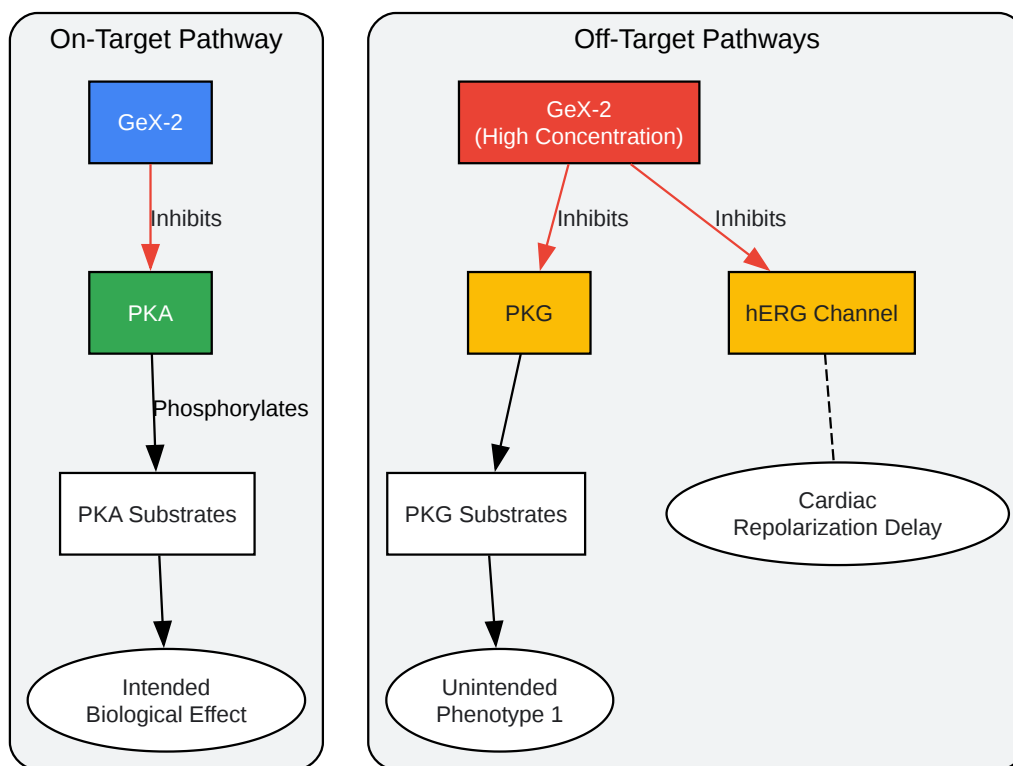 On-Target Pathway
GeX-2
Inhibits
PKA
Phosphorylates
PKA Substrates
Intended
Biological Effect
Off-Target Pathways
GeX-2
(High Concentration)
Inhibits
Inhibits
PKG
hERG Channel
PKG Substrates
Cardiac
Repolarization Delay
Unintended
Phenotype 1